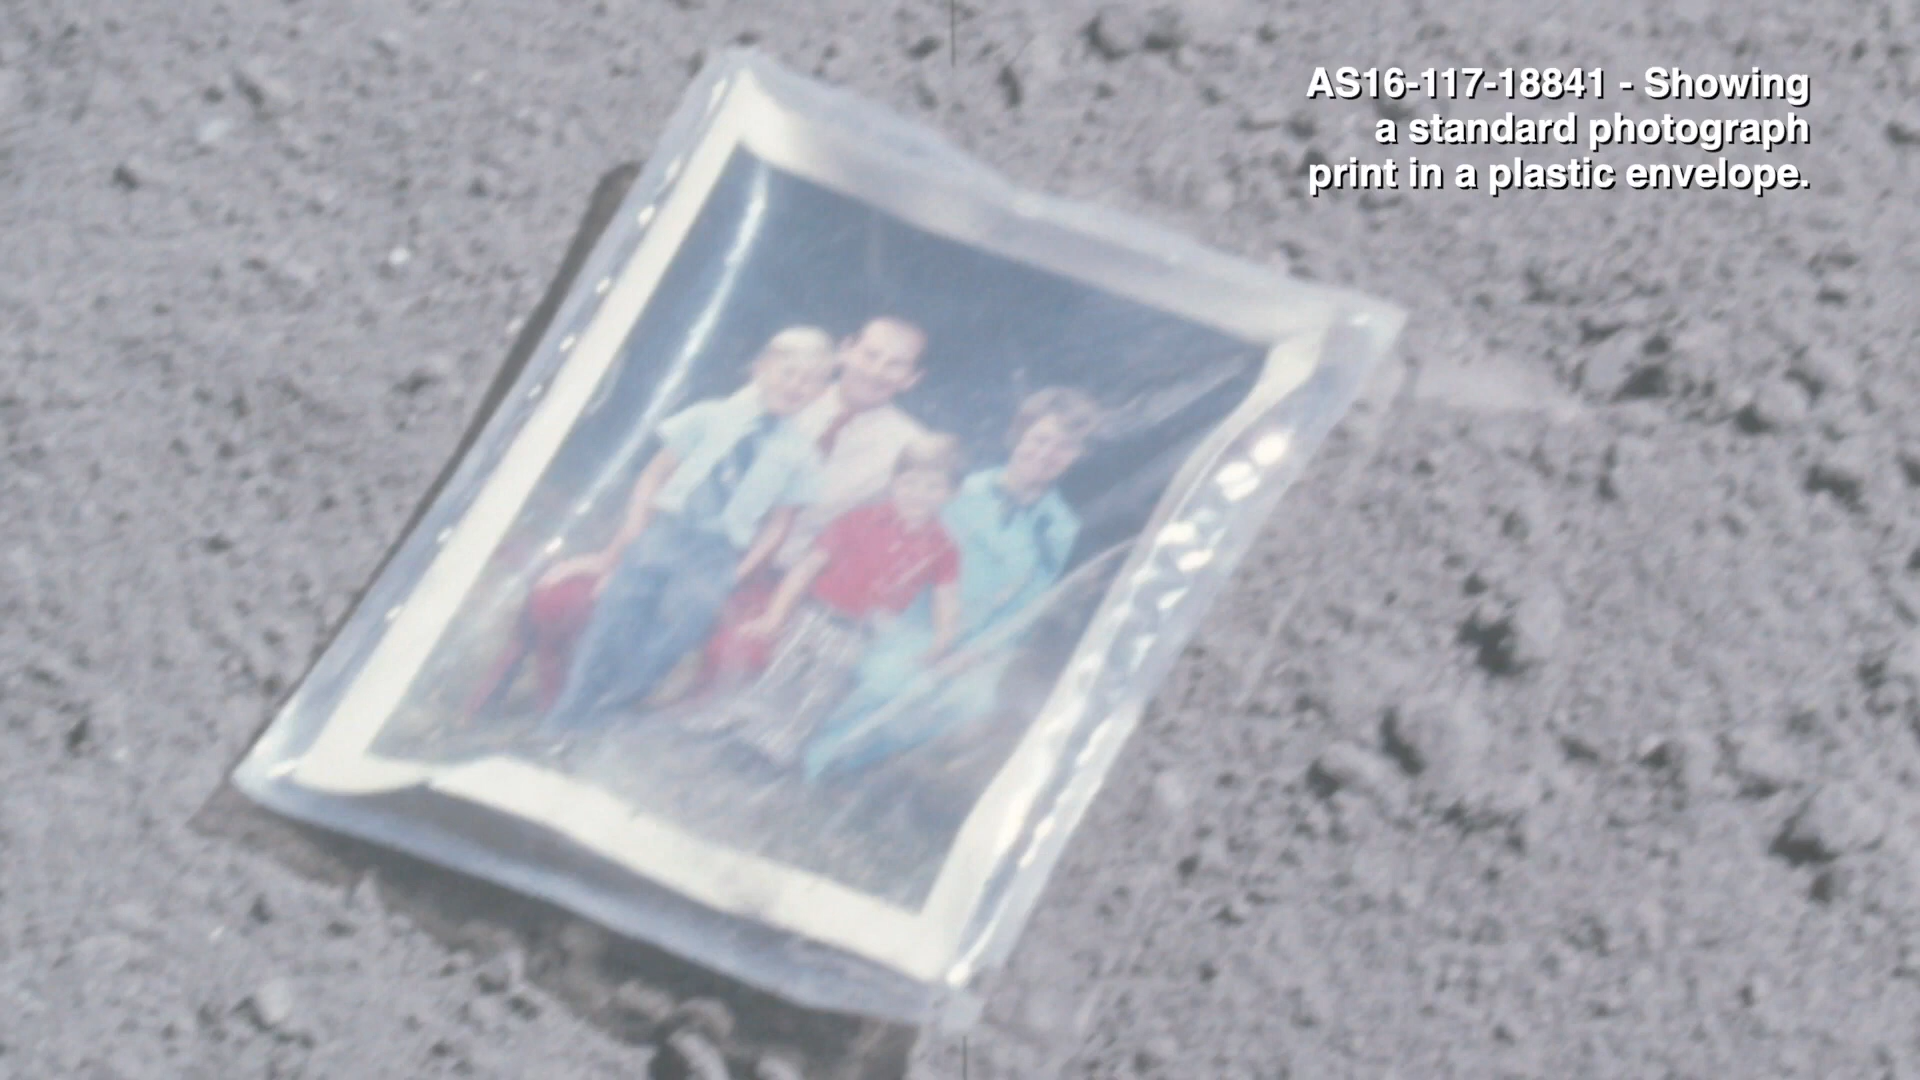 AS16-117-18841 - Showing
a standard photograph
print in a plastic envelope.